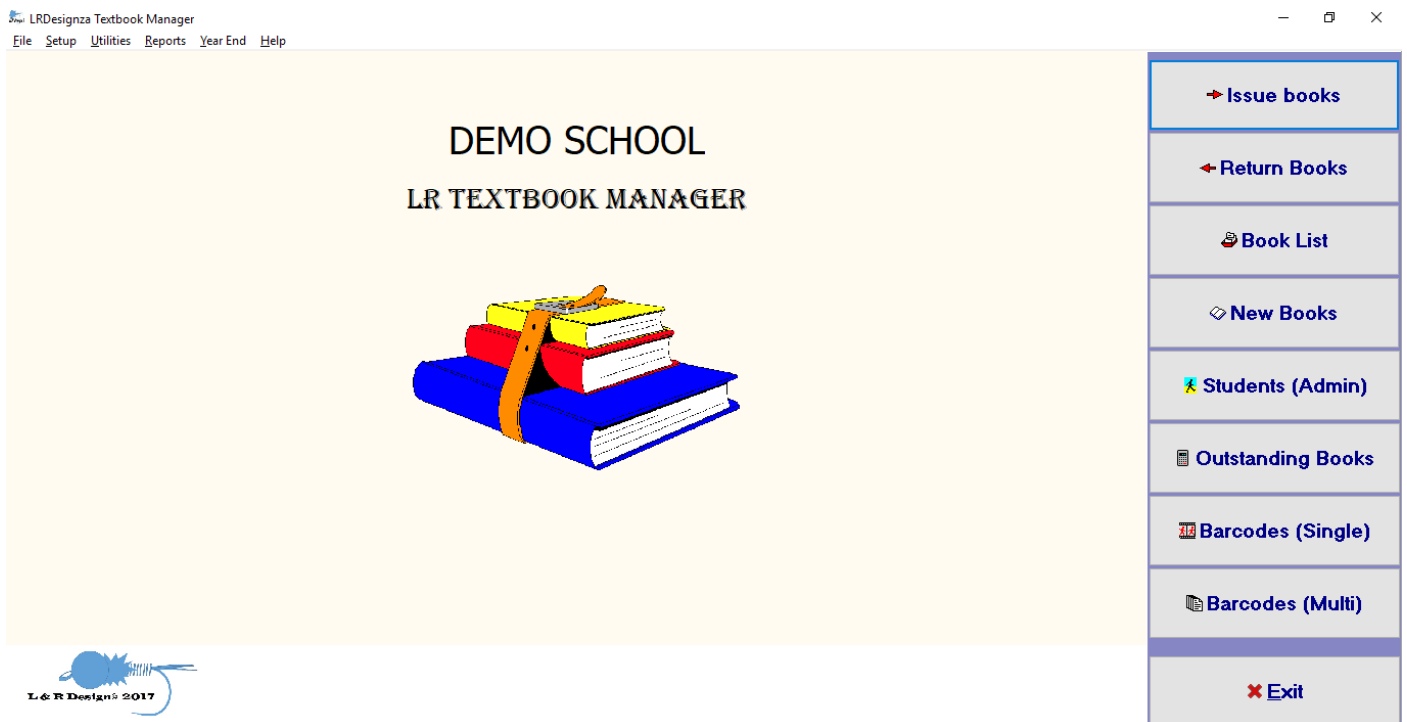 LRDesignza Textbook Manager
File Setup Utilities Reports Year End Help
DEMO SCHOOL
LR TEXTBOOK MANAGER
Issue books
Return Books
Book List
New Books
Students (Admin)
Outstanding Books
Barcodes (Single)
Barcodes (Multi)
Exit
L & R Designs 2017